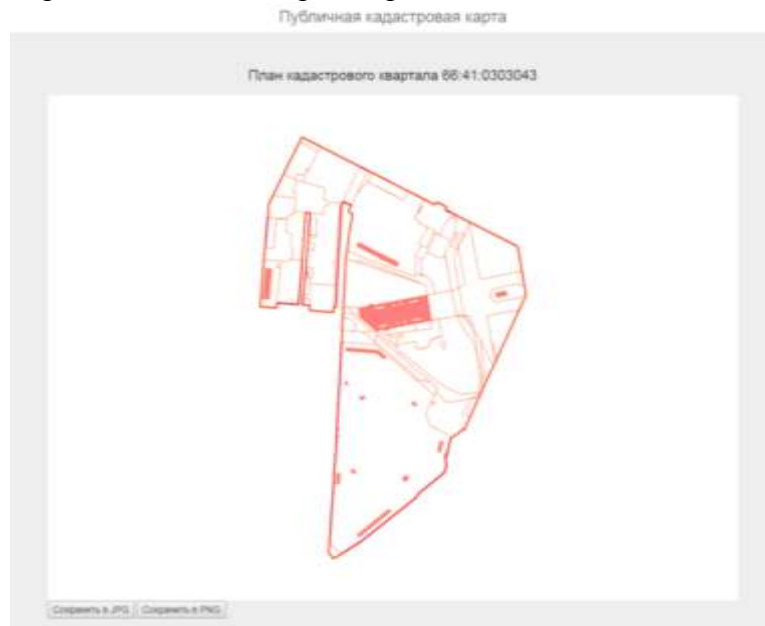 Публичная кадастровая карта
План кадастрового квартала 66:41:0303043
Сохранить в JPG Сохранить в PNG